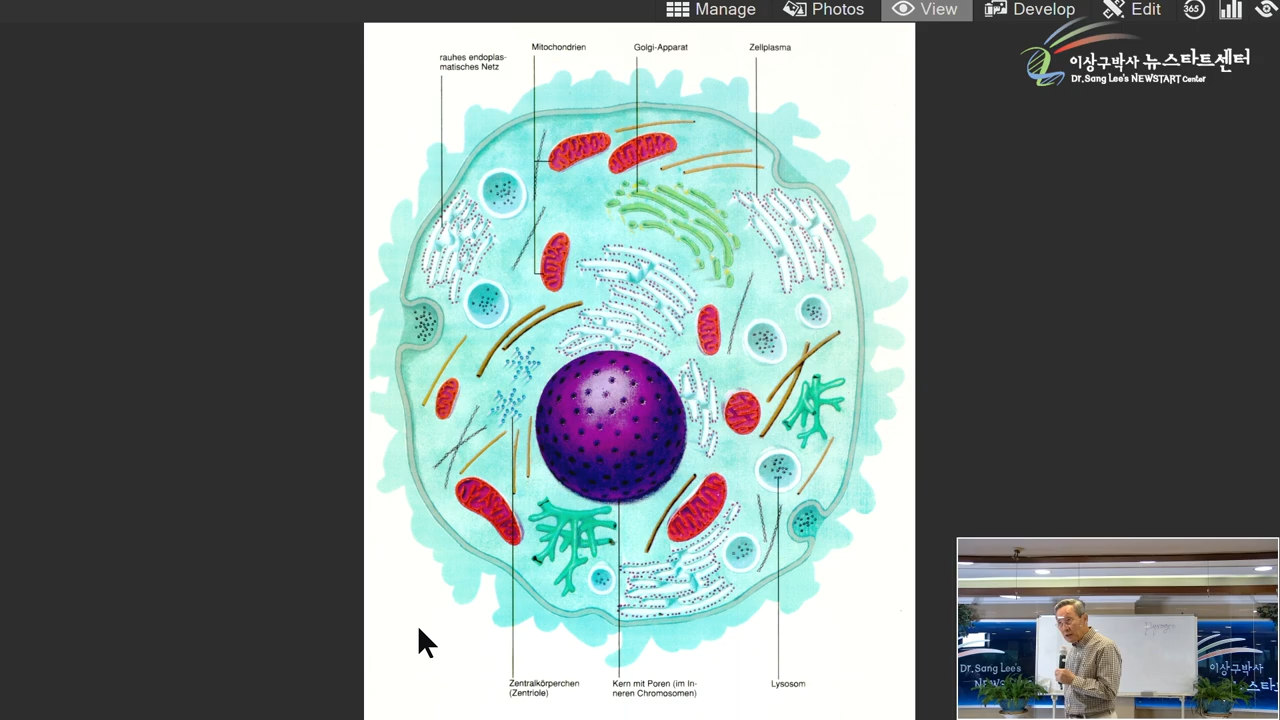 Manage Photos View Develop Edit 365
이상구박사 뉴스타트센터
Dr. Sang Lee's NEWSTART Center
Mitochondrien
Golgi-Apparat
Zellplasma
rauhes endoplas-
matisches Netz
Zentralkörperchen
(Zentriole)
Kern mit Poren (im In-
neren Chromosomen)
Lysosom
Dr. Sang Lee's
이상구박사